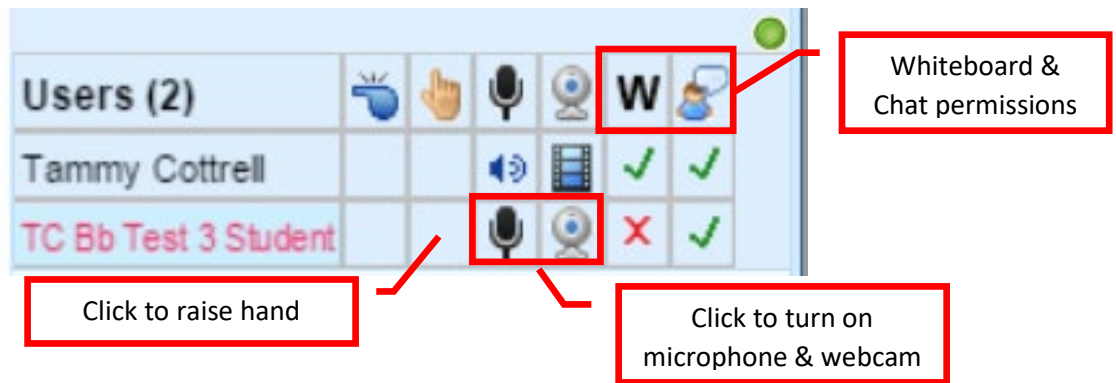 Users (2)
W
Whiteboard &
Chat permissions
Tammy Cottrell
TC Bb Test 3 Student
X
Click to raise hand
Click to turn on
microphone & webcam